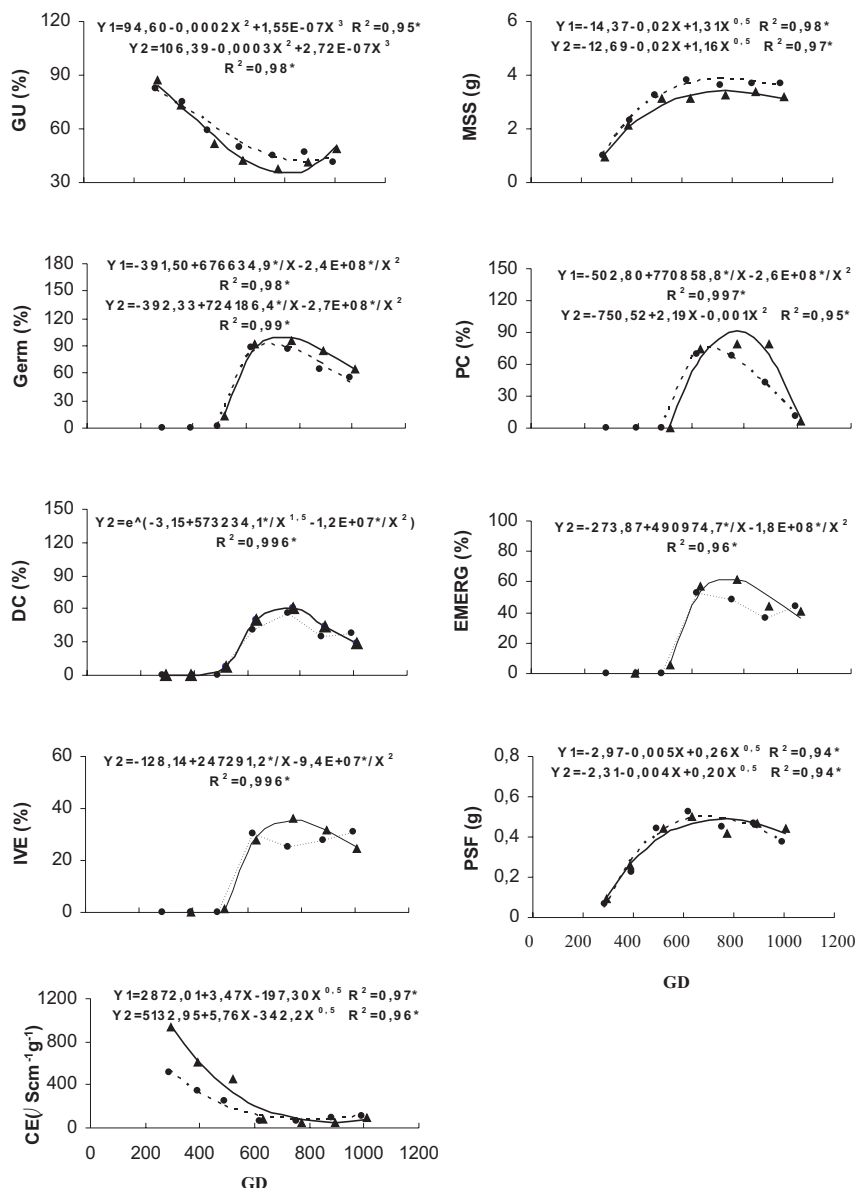 Y1=94,60-0,0002X²+1,55E-07X³ R²=0,95*
Y2=106,39-0,0003X²+2,72E-07X³
R²=0,98*
GU (%)
120
90
60
30
Y1=-14,37-0,02X+1,31X^0,5 R²=0,98*
Y2=-12,69-0,02X+1,16X^0,5 R²=0,97*
MSS (g)
6
4
2
0
0 200 400 600 800 1000
Y1=-391,50+676634,9*/X-2,4E+08*/X²
R²=0,98*
Y2=-392,33+724186,4*/X-2,7E+08*/X²
R²=0,99*
Germ (%)
180
150
120
90
60
30
0
Y1=-502,80+770858,8*/X-2,6E+08*/X²
R²=0,997*
Y2=-750,52+2,19X-0,001X² R²=0,95*
PC (%)
180
150
120
90
60
30
0
Y2=e^(-3,15+573234,1*/X^1,5-1,2E+07*/X²)
R²=0,996*
DC (%)
150
120
90
60
30
0
Y2=-273,87+490974,7*/X-1,8E+08*/X²
R²=0,96*
EMERG (%)
100
80
60
40
20
0
Y2=-128,14+247291,2*/X-9,4E+07*/X²
R²=0,996*
IVE (%)
60
40
20
0
Y1=-2,97-0,005X+0,26X^0,5 R²=0,94*
Y2=-2,31-0,004X+0,20X^0,5 R²=0,94*
PSF (g)
0,8
0,6
0,4
0,2
0
0 200 400 600 800 1000 1200
GD
Y1=2872,01+3,47X-197,30X^0,5 R²=0,97*
Y2=5132,95+5,76X-342,2X^0,5 R²=0,96*
CE(/Scm⁻¹g⁻¹)
1200
800
400
0
0 200 400 600 800 1000 1200
GD